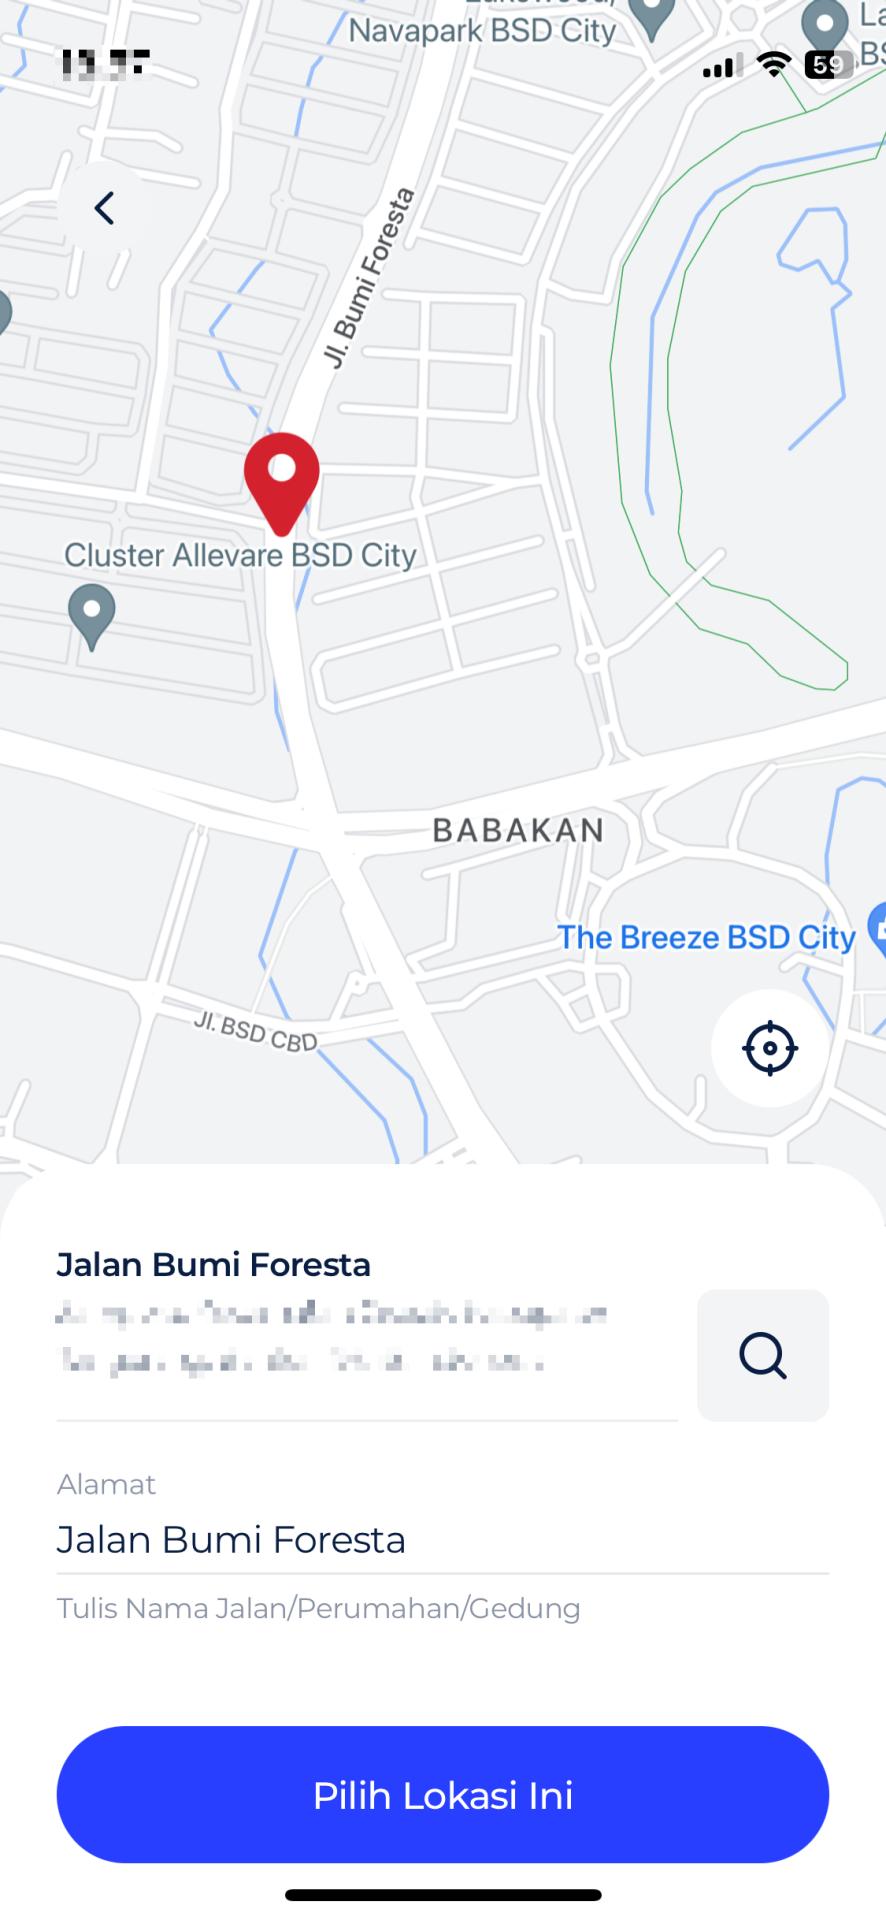 Navapark BSD City
59
Jl. Bumi Foresta
Cluster Allevare BSD City
BABAKAN
The Breeze BSD City
Jl. BSD CBD
Jalan Bumi Foresta
Alamat
Jalan Bumi Foresta
Tulis Nama Jalan/Perumahan/Gedung
Pilih Lokasi Ini